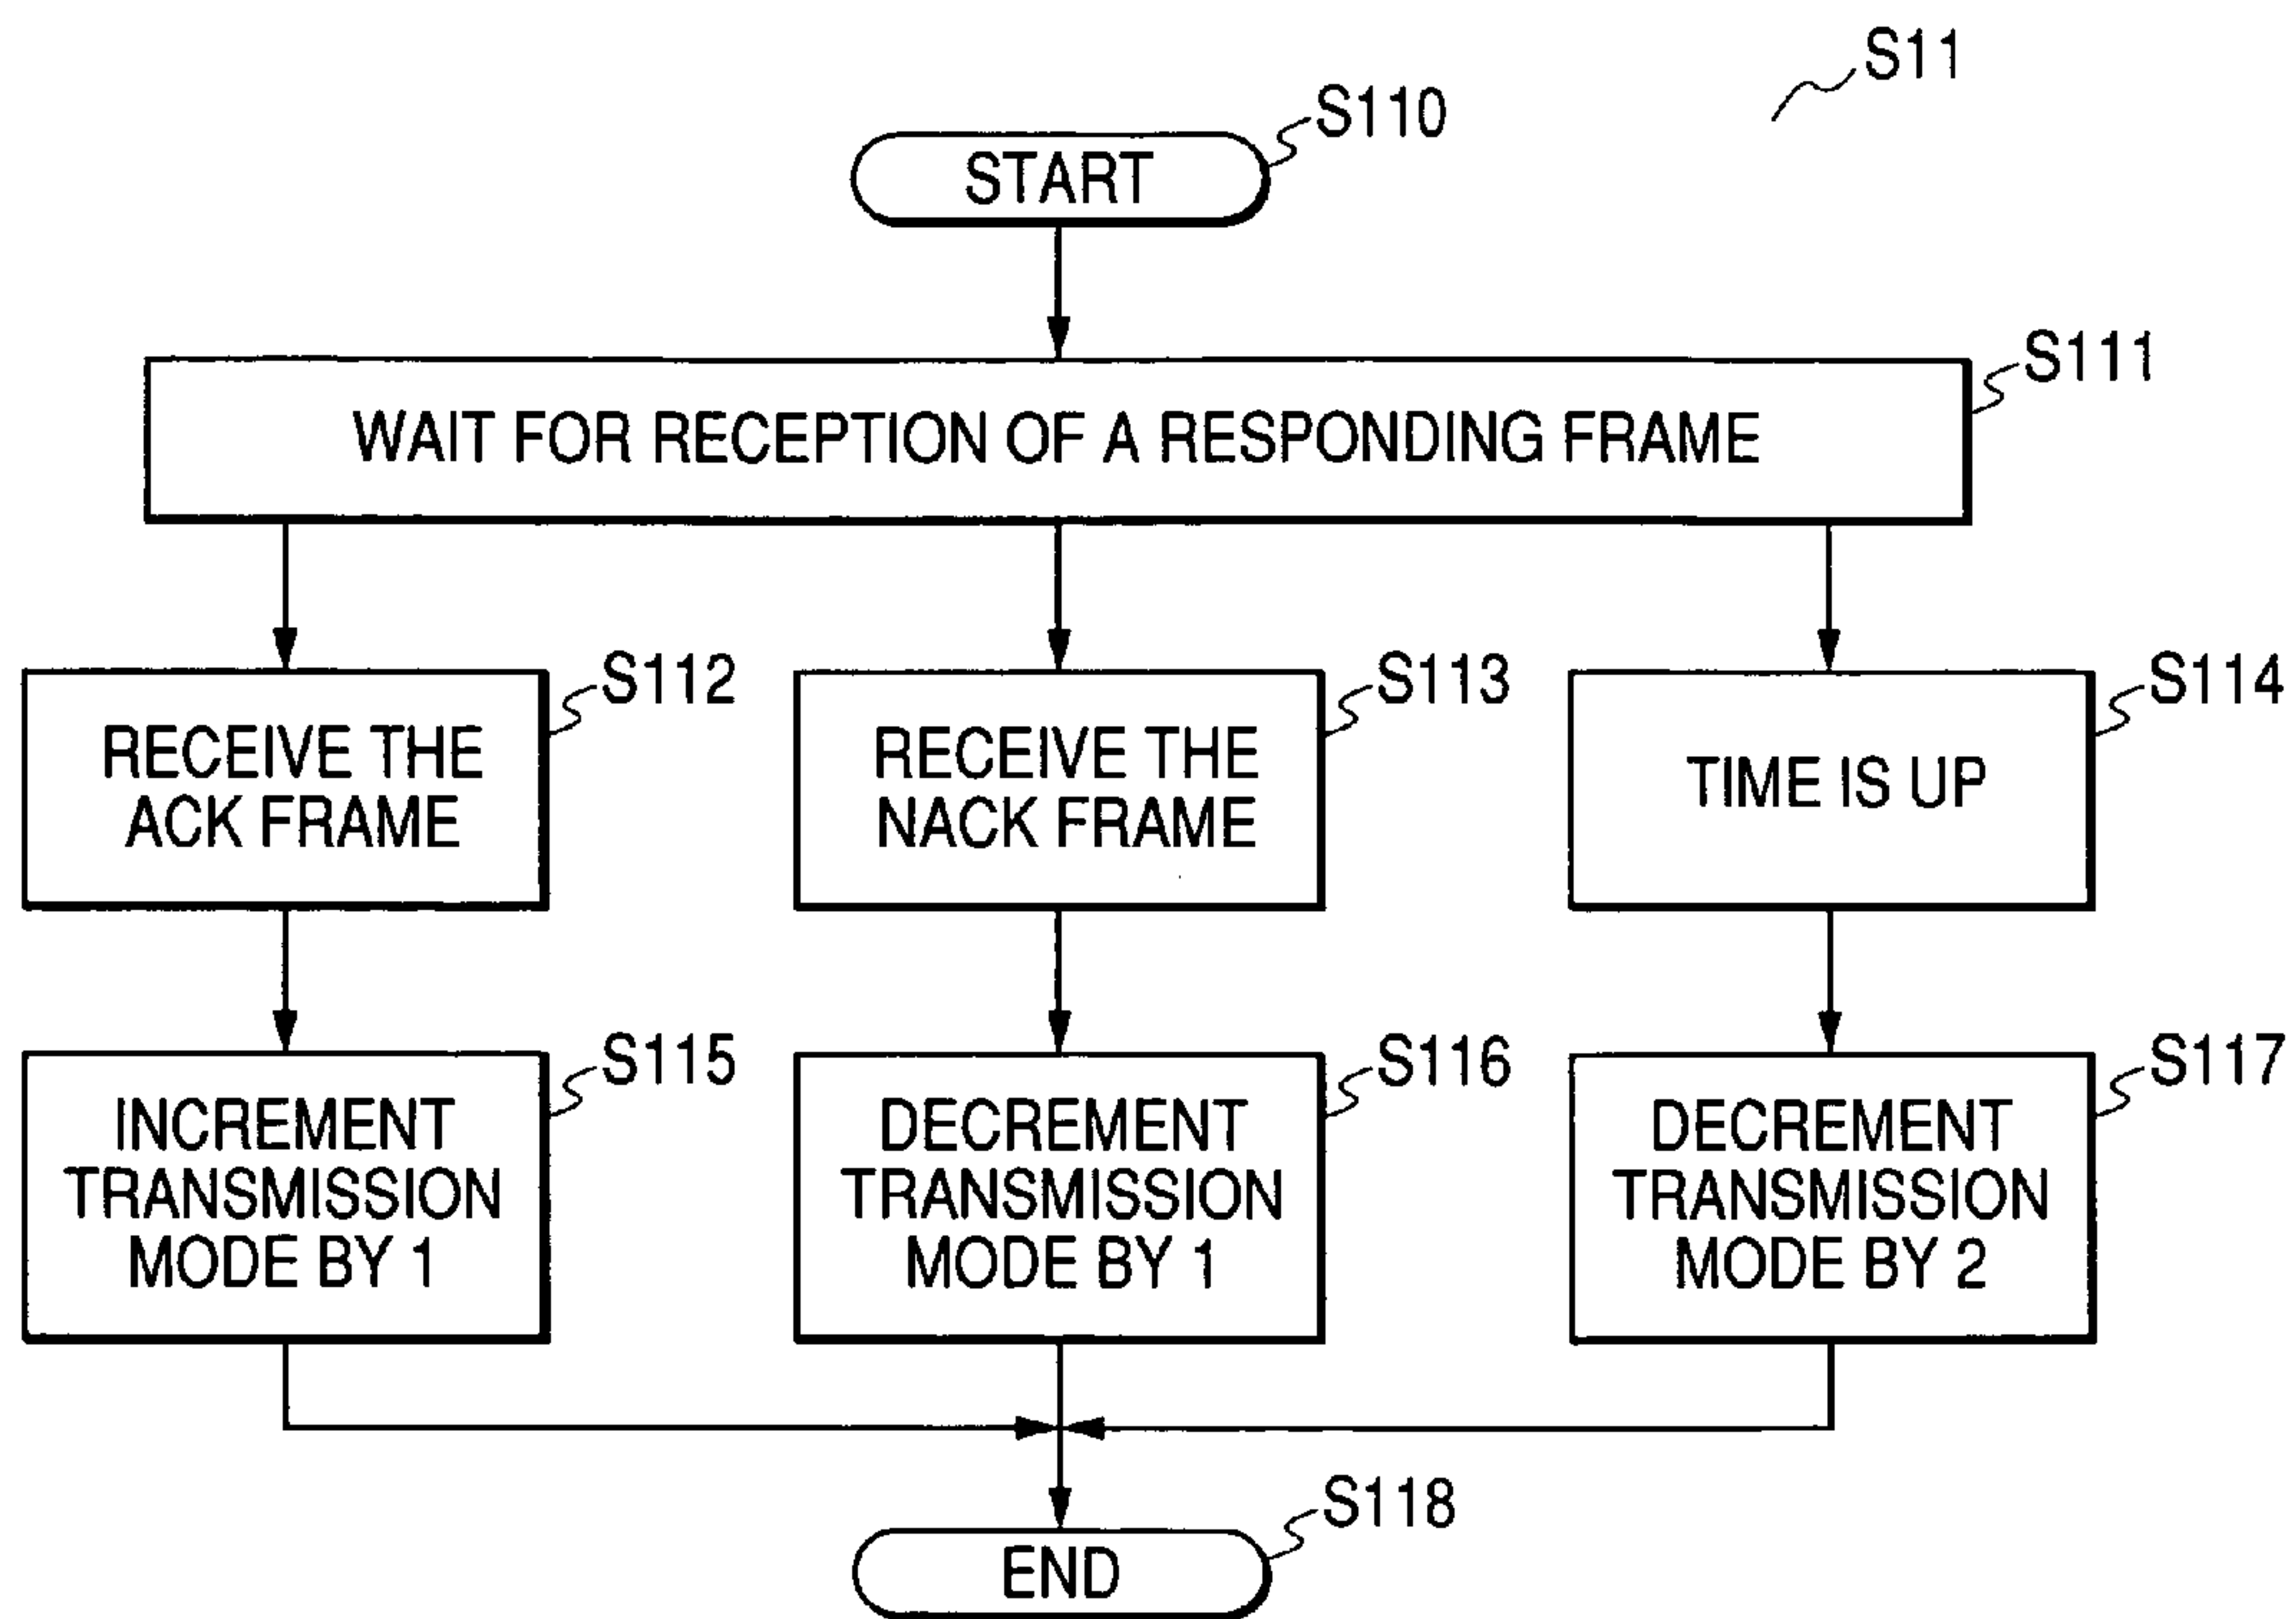 S11
S110
START
S111
WAIT FOR RECEPTION OF A RESPONDING FRAME
S112
RECEIVE THE
ACK FRAME
S113
RECEIVE THE
NACK FRAME
S114
TIME IS UP
S115
INCREMENT
TRANSMISSION
MODE BY 1
S116
DECREMENT
TRANSMISSION
MODE BY 1
S117
DECREMENT
TRANSMISSION
MODE BY 2
S118
END